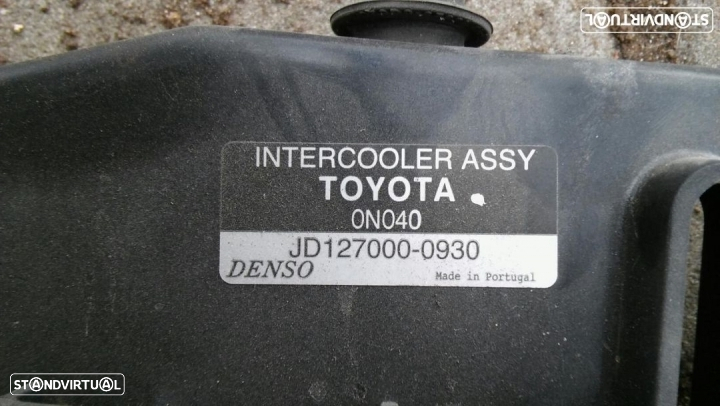 STANDVIRTUAL
INTERCOOLER ASSY
TOYOTA
0N040
JD127000-0930
DENSO
Made in Portugal
STANDVIRTUAL